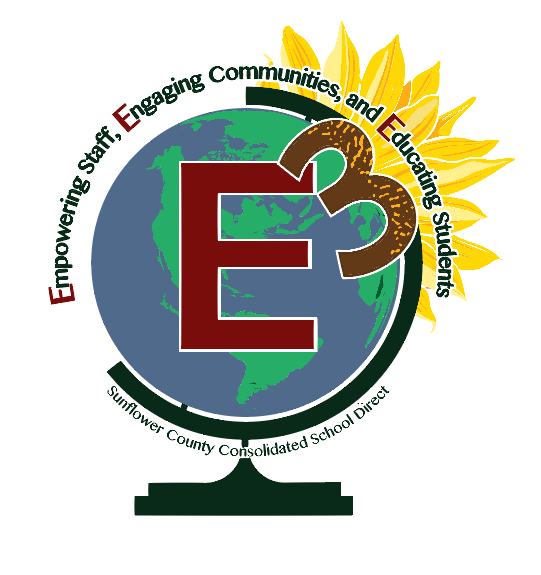 Empowering Staff, Engaging Communities, and Educating Students
E3
Sunflower County Consolidated School Direct